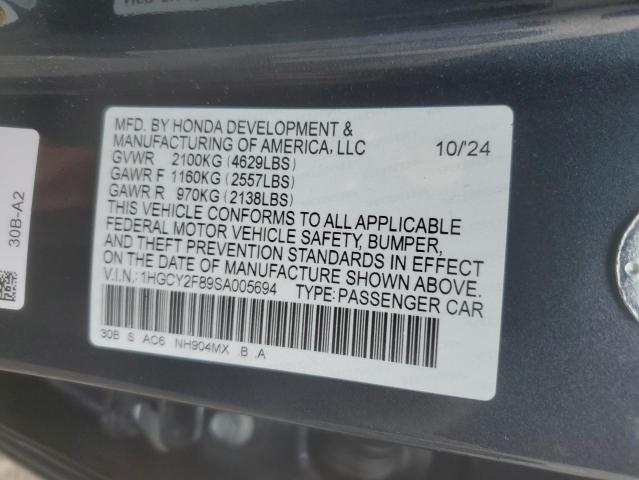 MFD. BY HONDA DEVELOPMENT &
MANUFACTURING OF AMERICA, LLC 10/'24
GVWR 2100KG (4629LBS)
GAWR F 1160KG (2557LBS)
GAWR R 970KG (2138LBS)
THIS VEHICLE CONFORMS TO ALL APPLICABLE
FEDERAL MOTOR VEHICLE SAFETY, BUMPER,
AND THEFT PREVENTION STANDARDS IN EFFECT
ON THE DATE OF MANUFACTURE SHOWN ABOVE.
V.I.N.: 1HGCY2F89SA005694 TYPE: PASSENGER CAR
30B S AC6 NH904MX .B .A
30B-A2